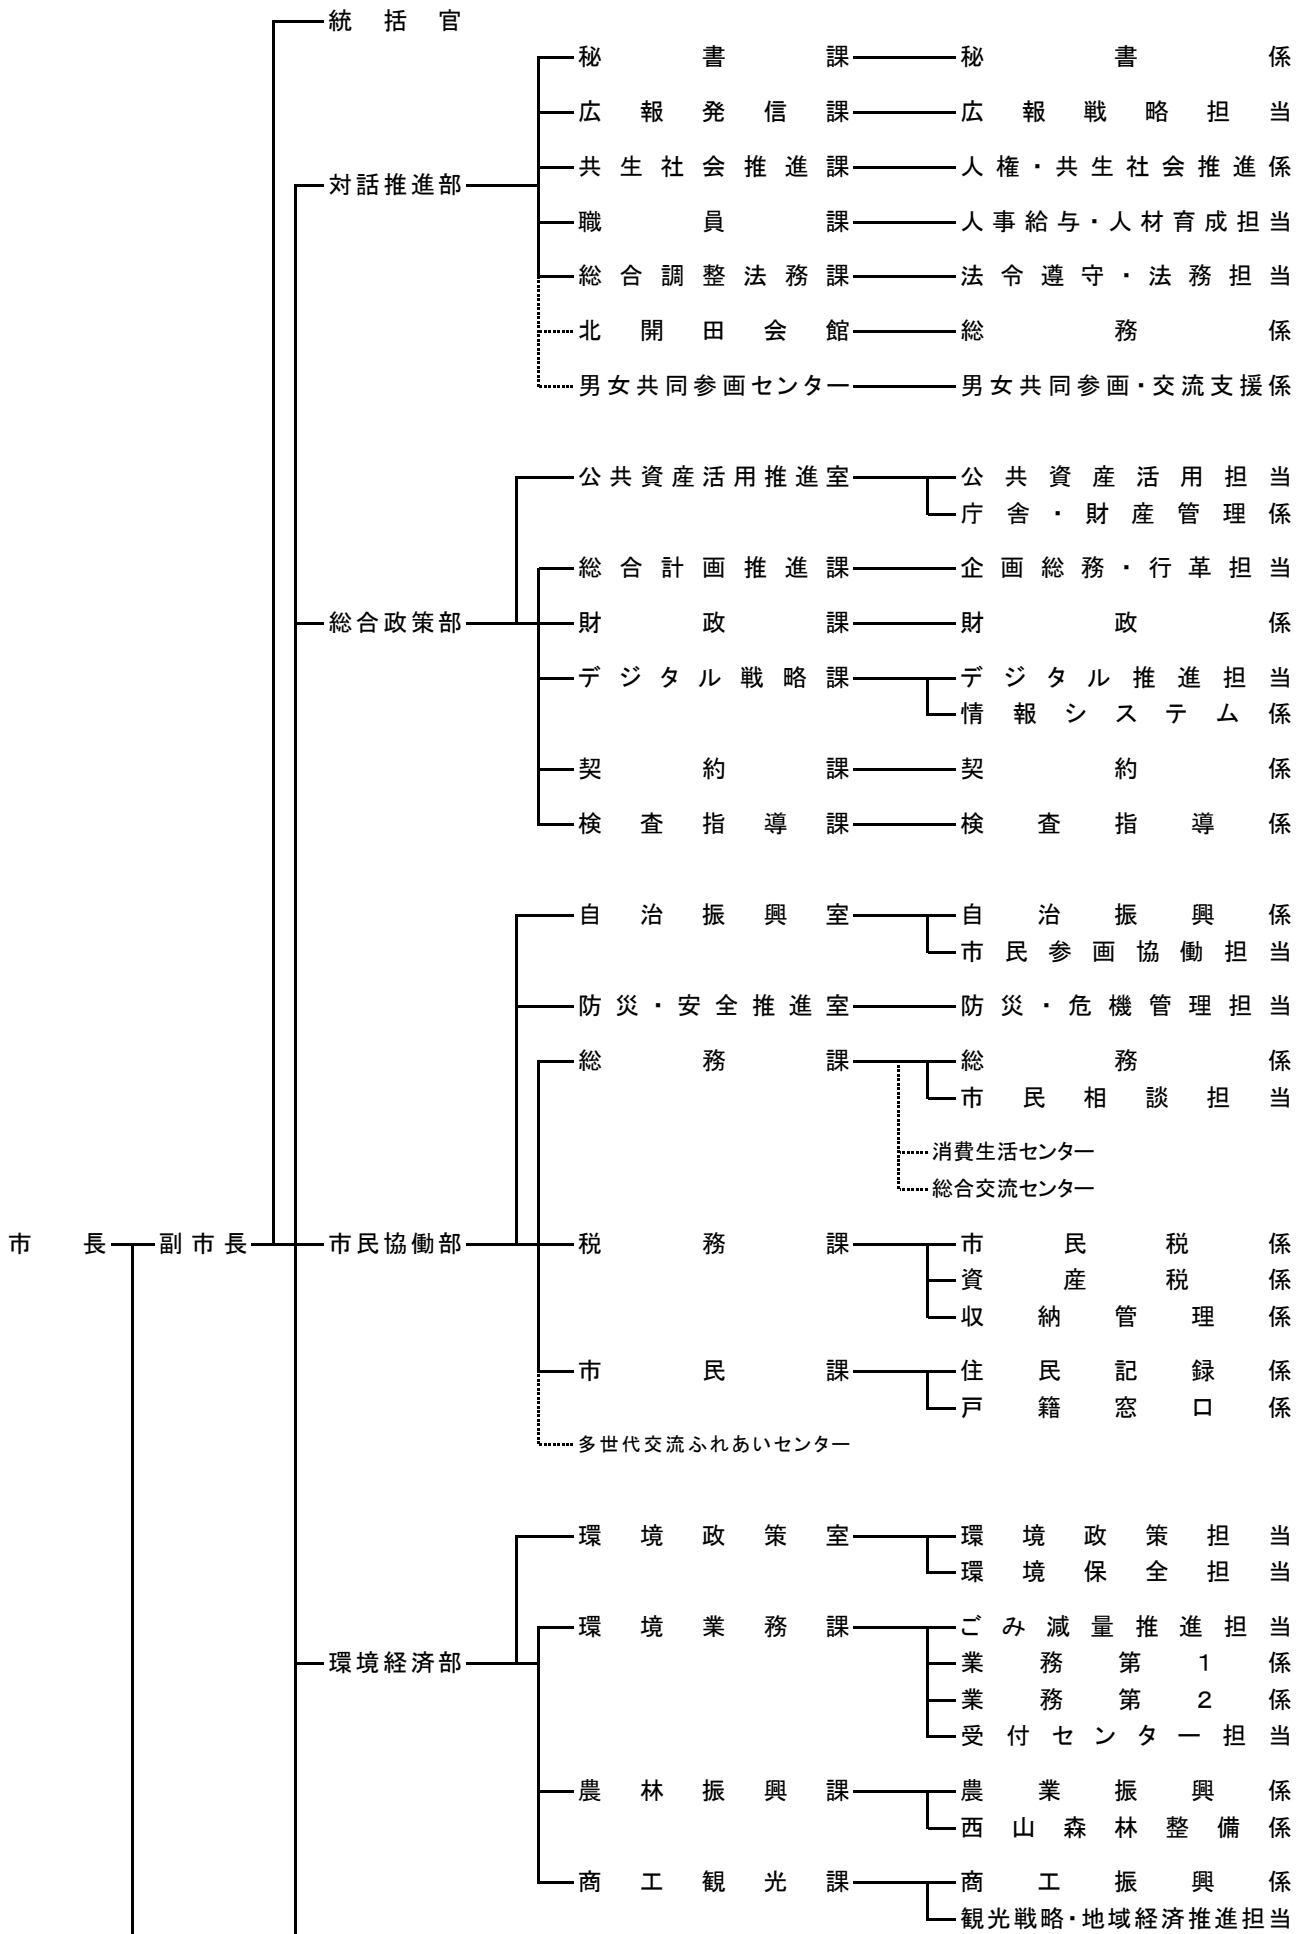 統括官
秘書課 秘書係
広報発信課 広報戦略担当
共生社会推進課 人権・共生社会推進係
対話推進部
職員課 人事給与・人材育成担当
総合調整法務課 法令遵守・法務担当
北開田会館 総務係
男女共同参画センター 男女共同参画・交流支援係
公共資産活用推進室 公共資産活用担当
庁舎・財産管理係
総合計画推進課 企画総務・行革担当
総合政策部 財政課 財政係
デジタル戦略課 デジタル推進担当
情報システム係
契約課 契約係
検査指導課 検査指導係
自治振興室 自治振興係
市民参画協働担当
防災・安全推進室 防災・危機管理担当
総務課 総務係
市民相談担当
消費生活センター
総合交流センター
市長 副市長 市民協働部 税務課 市民税係
資産税係
収納管理係
市民課 住民記録係
戸籍窓口係
多世代交流ふれあいセンター
環境政策室 環境政策担当
環境保全担当
環境業務課 ごみ減量推進担当
環境経済部 業務第1係
業務第2係
受付センター担当
農林振興課 農業振興係
西山森林整備係
商工観光課 商工振興係
観光戦略・地域経済推進担当